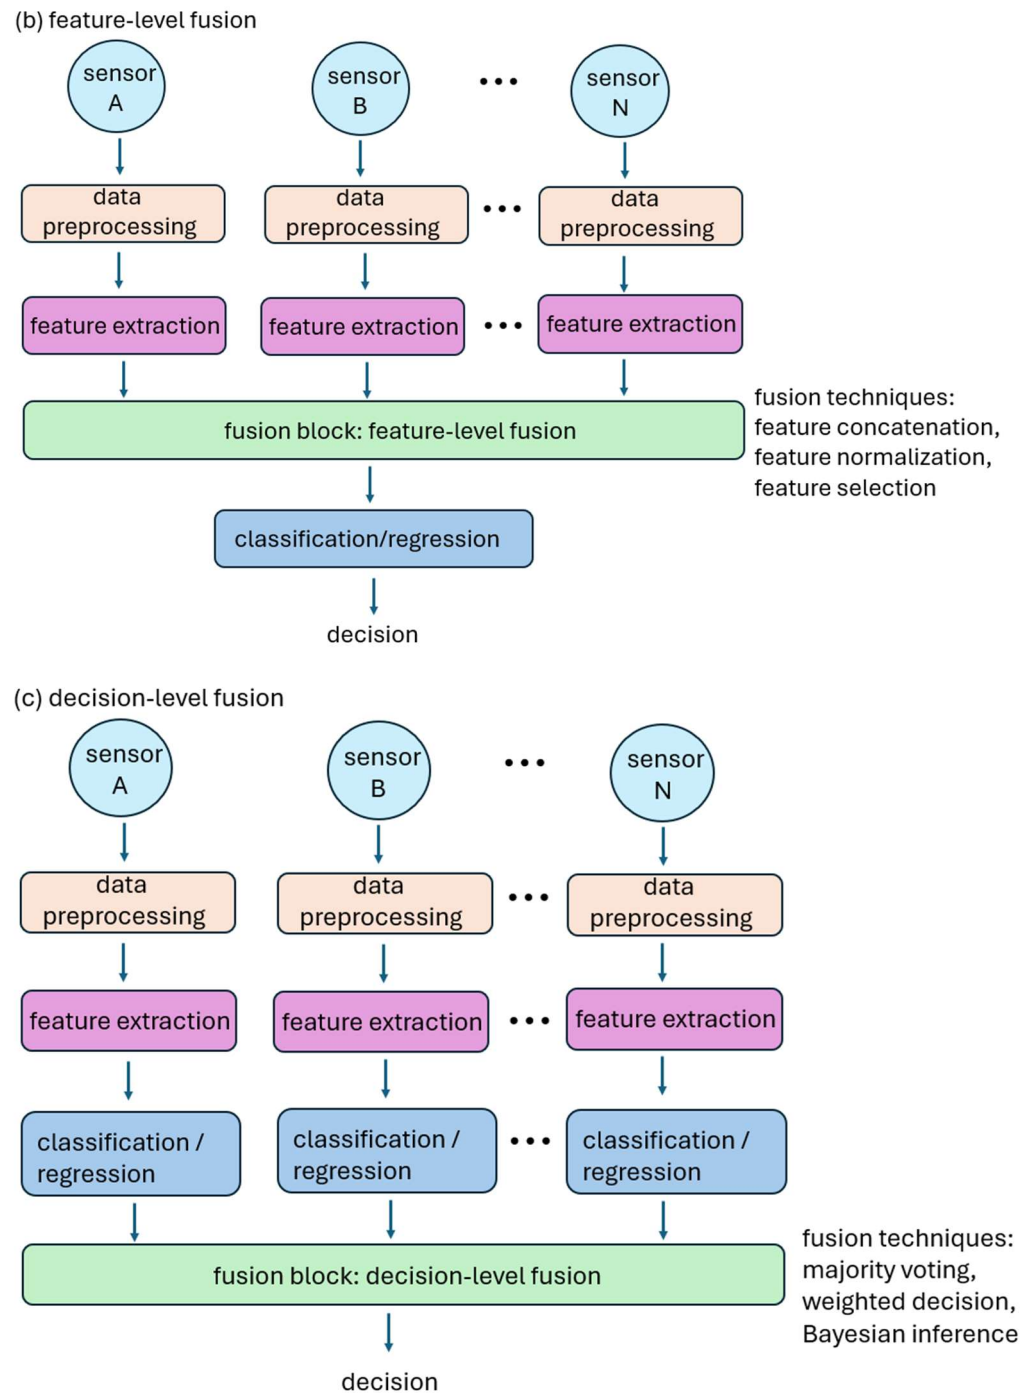 (b) feature-level fusion
sensor
A
sensor
B
•••
sensor
N
data
preprocessing
data
preprocessing
•••
data
preprocessing
feature extraction
feature extraction
•••
feature extraction
fusion block: feature-level fusion
fusion techniques:
feature concatenation,
feature normalization,
feature selection
classification/regression
decision
(c) decision-level fusion
sensor
A
sensor
B
•••
sensor
N
data
preprocessing
data
preprocessing
•••
data
preprocessing
feature extraction
feature extraction
•••
feature extraction
classification /
regression
classification /
regression
•••
classification /
regression
fusion block: decision-level fusion
fusion techniques:
majority voting,
weighted decision,
Bayesian inference
decision